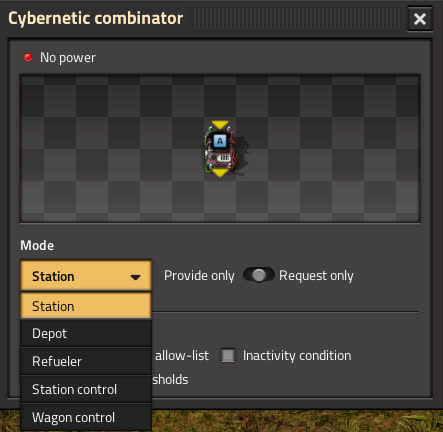 Cybernetic combinator
No power
A
Mode
Station
Provide only
Request only
Station
Depot
Refueler
Station control
Wagon control
allow-list
Inactivity condition